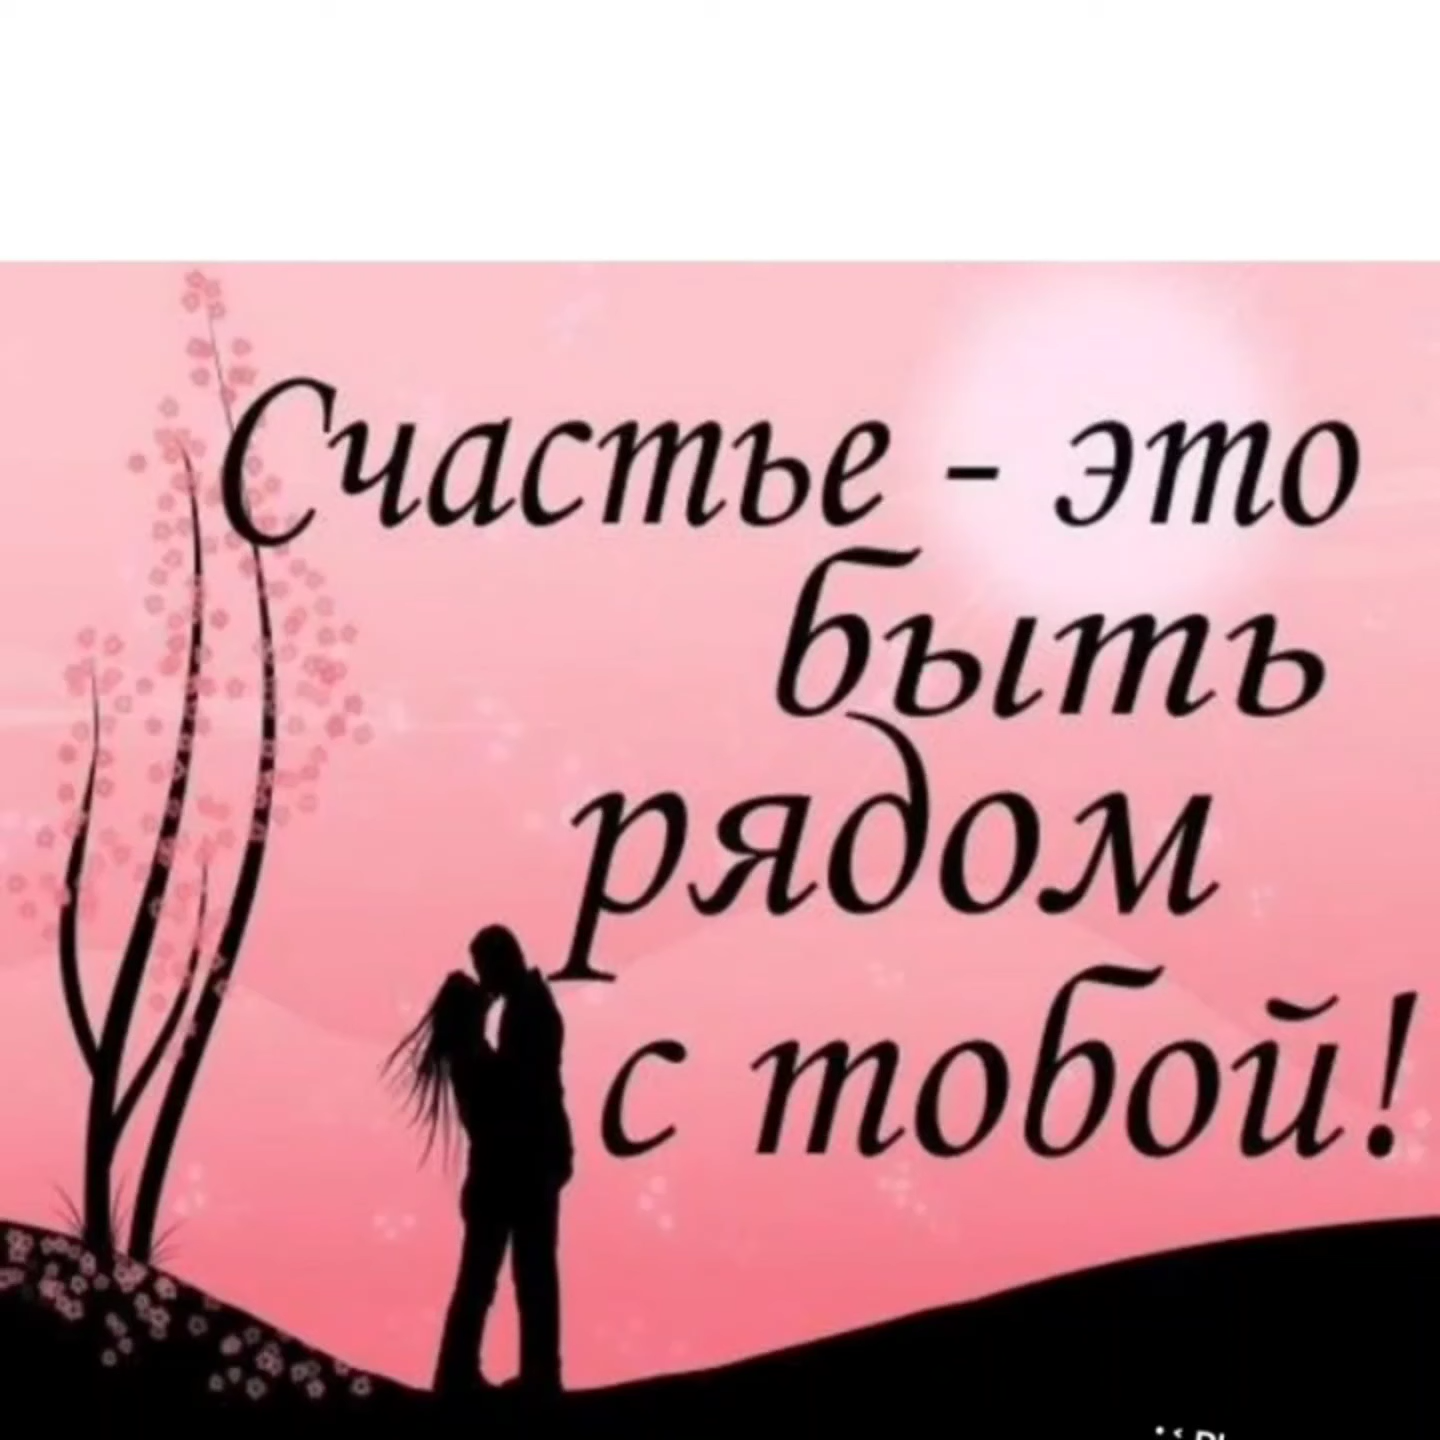 Счастье - это
быть
рядом
с тобой!